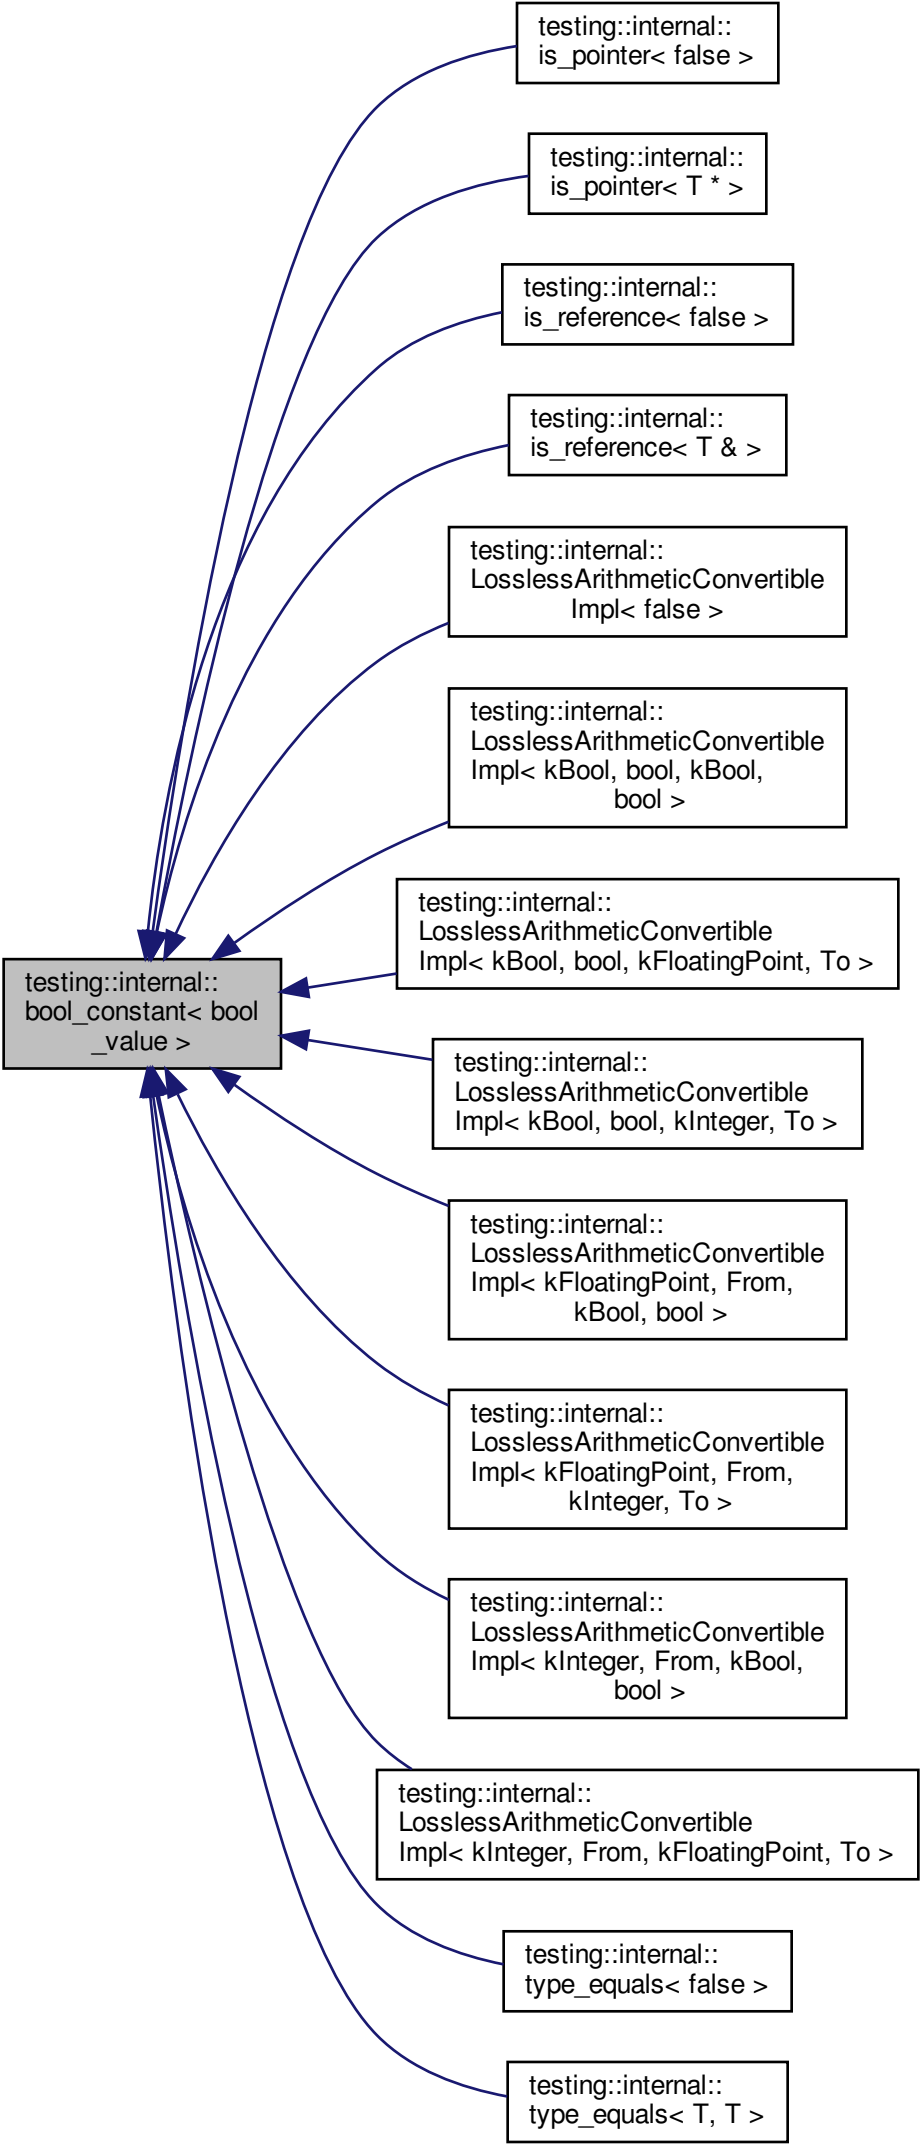 testing::internal::
is_pointer< false >
testing::internal::
is_pointer< T * >
testing::internal::
is_reference< false >
testing::internal::
is_reference< T & >
testing::internal::
LosslessArithmeticConvertible
Impl< false >
testing::internal::
LosslessArithmeticConvertible
Impl< kBool, bool, kBool,
bool >
testing::internal::
LosslessArithmeticConvertible
Impl< kBool, bool, kFloatingPoint, To >
testing::internal::
bool_constant< bool
_value >
testing::internal::
LosslessArithmeticConvertible
Impl< kBool, bool, kInteger, To >
testing::internal::
LosslessArithmeticConvertible
Impl< kFloatingPoint, From,
kBool, bool >
testing::internal::
LosslessArithmeticConvertible
Impl< kFloatingPoint, From,
kInteger, To >
testing::internal::
LosslessArithmeticConvertible
Impl< kInteger, From, kBool,
bool >
testing::internal::
LosslessArithmeticConvertible
Impl< kInteger, From, kFloatingPoint, To >
testing::internal::
type_equals< false >
testing::internal::
type_equals< T, T >